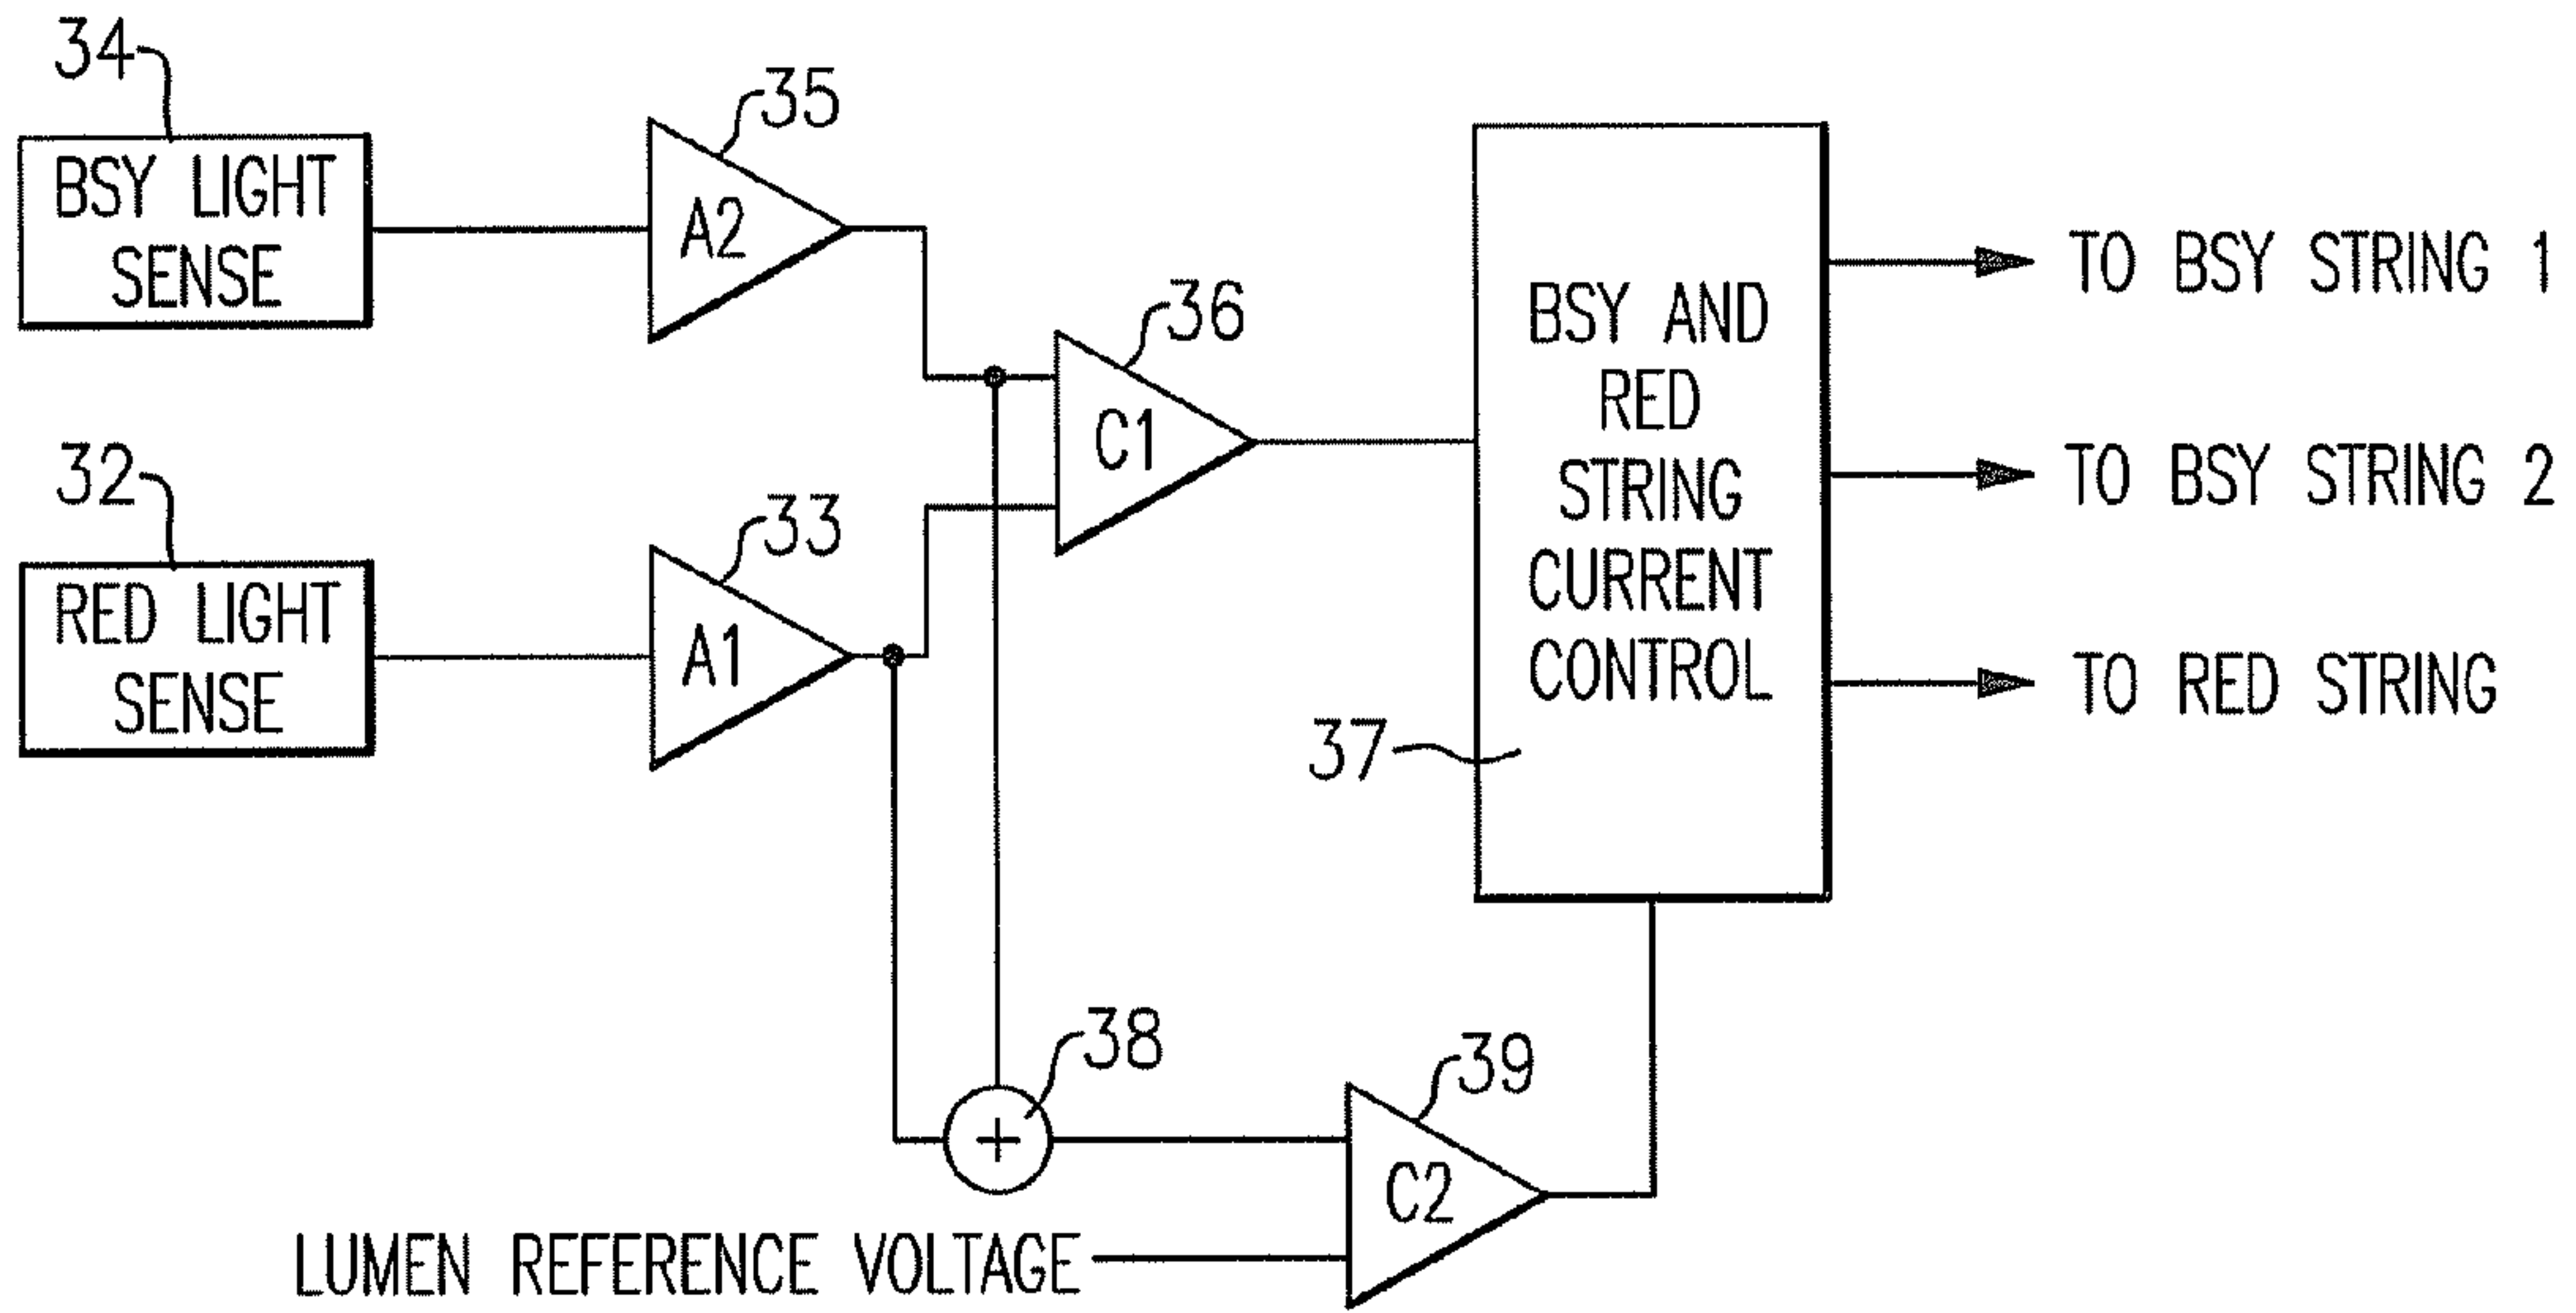 34
BSY LIGHT
SENSE
35
A2
36
C1
32
RED LIGHT
SENSE
33
A1
BSY AND
RED
STRING
CURRENT
CONTROL
37
TO BSY STRING 1
TO BSY STRING 2
TO RED STRING
38
+
39
C2
LUMEN REFERENCE VOLTAGE